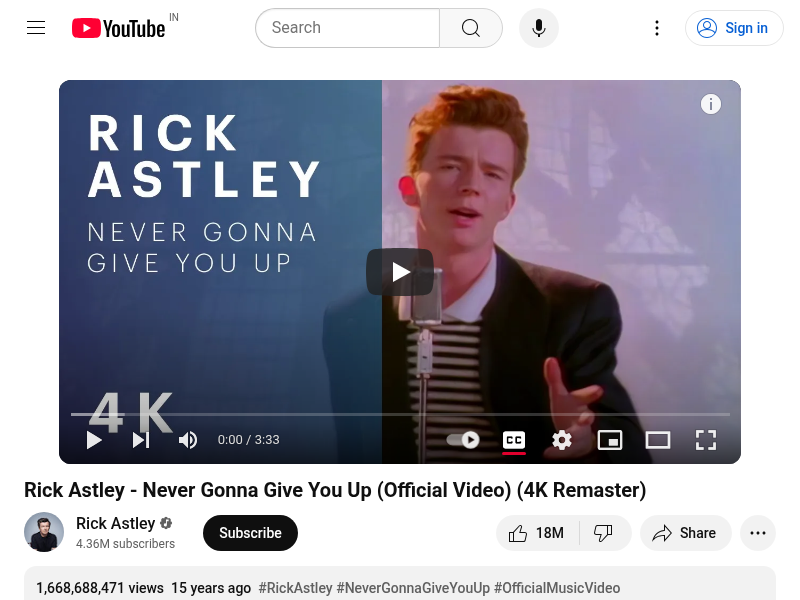 YouTube IN
Search
Sign in
RICK
ASTLEY
NEVER GONNA
GIVE YOU UP
4K
0:00 / 3:33
CC
Rick Astley - Never Gonna Give You Up (Official Video) (4K Remaster)
Rick Astley
4.36M subscribers
Subscribe
18M
Share
1,668,688,471 views 15 years ago #RickAstley #NeverGonnaGiveYouUp #OfficialMusicVideo